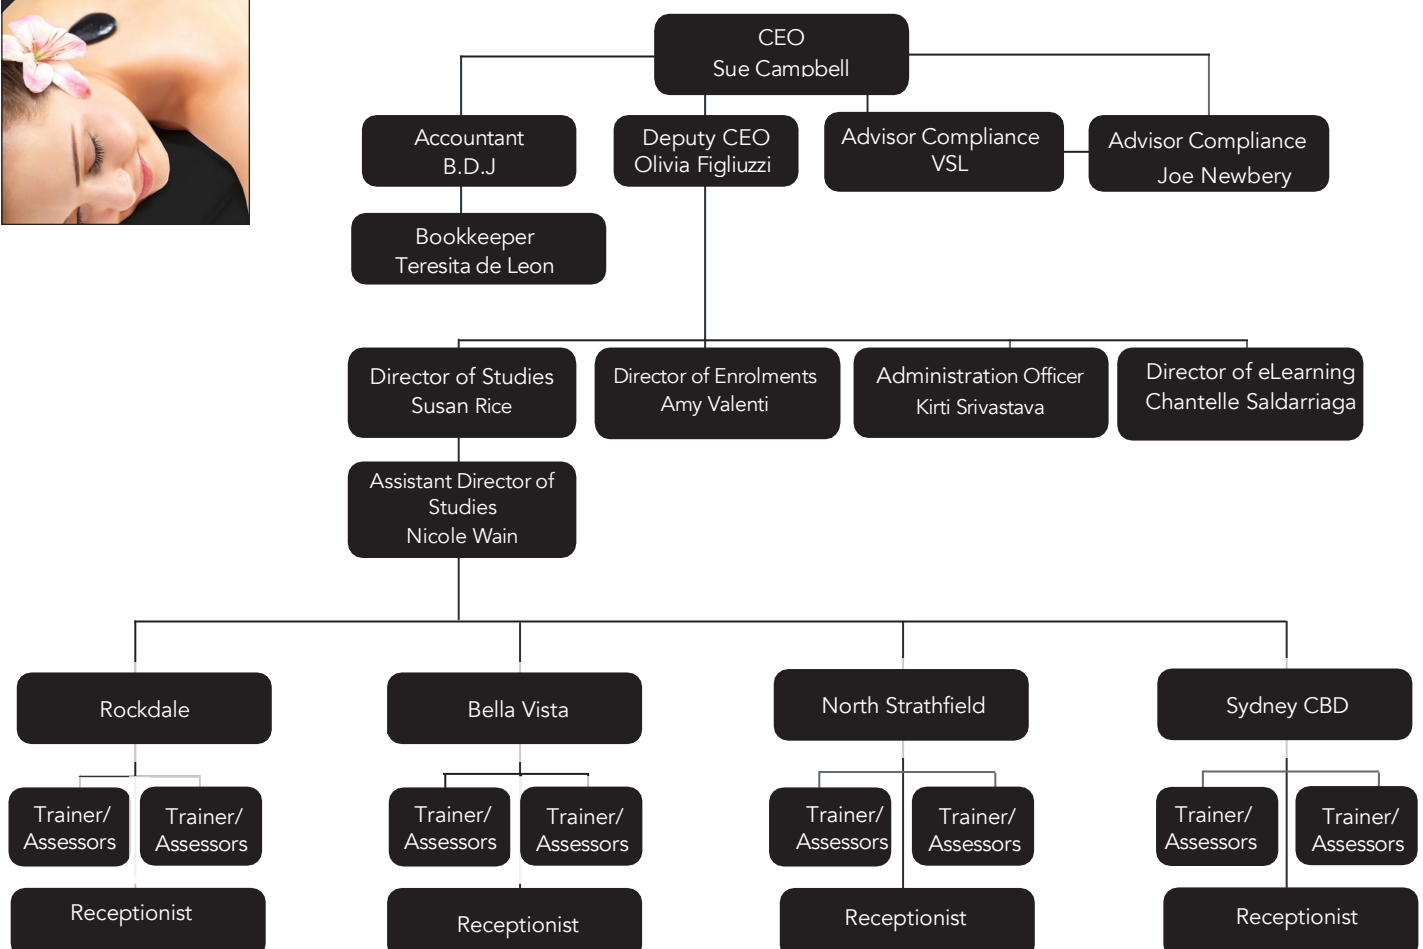 CEO
Sue Campbell
Accountant
B.D.J
Deputy CEO
Olivia Figliuzzi
Advisor Compliance
VSL
Advisor Compliance
Joe Newbery
Bookkeeper
Teresita de Leon
Director of Studies
Susan Rice
Director of Enrolments
Amy Valenti
Administration Officer
Kirti Srivastava
Director of eLearning
Chantelle Saldarriaga
Assistant Director of
Studies
Nicole Wain
Rockdale
Bella Vista
North Strathfield
Sydney CBD
Trainer/
Assessors
Trainer/
Assessors
Trainer/
Assessors
Trainer/
Assessors
Trainer/
Assessors
Trainer/
Assessors
Trainer/
Assessors
Trainer/
Assessors
Receptionist
Receptionist
Receptionist
Receptionist